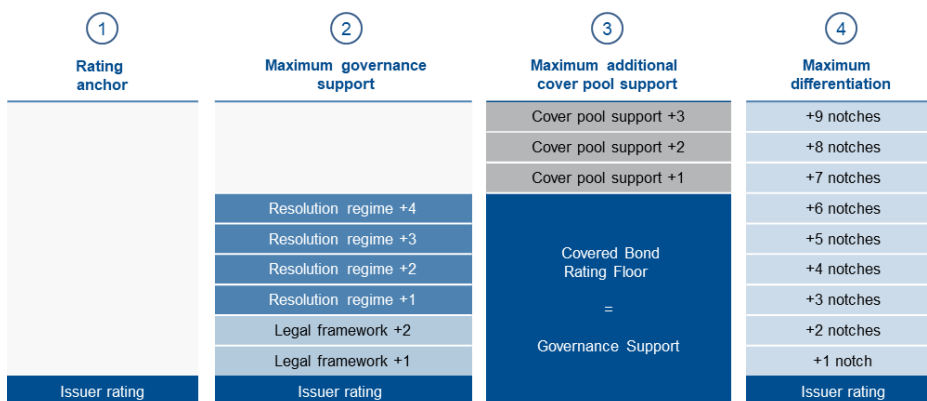 1
Rating
anchor
Issuer rating
2
Maximum governance
support
Resolution regime +4
Resolution regime +3
Resolution regime +2
Resolution regime +1
Legal framework +2
Legal framework +1
Issuer rating
3
Maximum additional
cover pool support
Cover pool support +3
Cover pool support +2
Cover pool support +1
Covered Bond
Rating Floor
=
Governance Support
4
Maximum
differentiation
+9 notches
+8 notches
+7 notches
+6 notches
+5 notches
+4 notches
+3 notches
+2 notches
+1 notch
Issuer rating